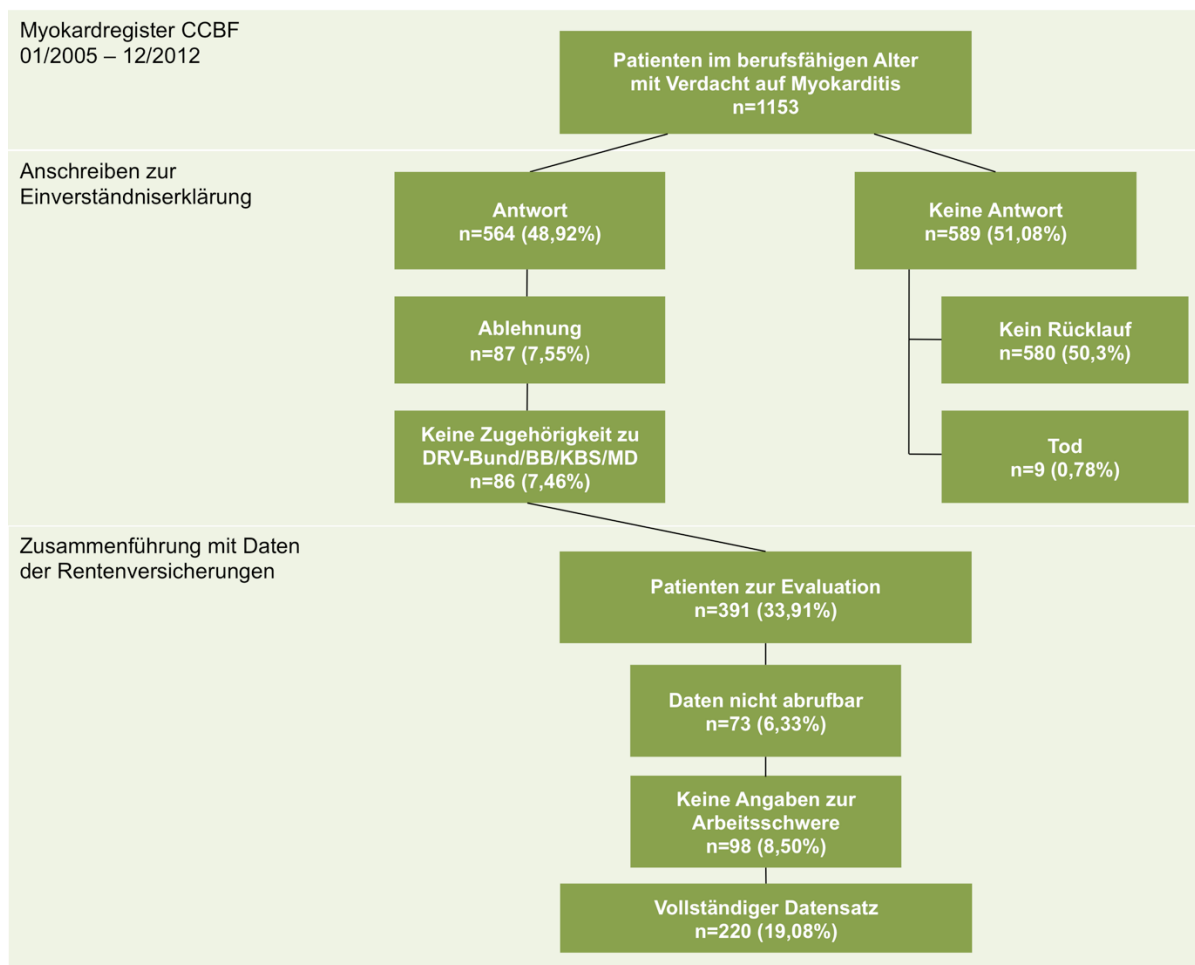 Myokardregister CCBF
01/2005 – 12/2012
Patienten im berufsfähigen Alter
mit Verdacht auf Myokarditis
n=1153
Anschreiben zur
Einverständniserklärung
Antwort
n=564 (48,92%)
Keine Antwort
n=589 (51,08%)
Ablehnung
n=87 (7,55%)
Kein Rücklauf
n=580 (50,3%)
Keine Zugehörigkeit zu
DRV-Bund/BB/KBS/MD
n=86 (7,46%)
Tod
n=9 (0,78%)
Zusammenführung mit Daten
der Rentenversicherungen
Patienten zur Evaluation
n=391 (33,91%)
Daten nicht abrufbar
n=73 (6,33%)
Keine Angaben zur
Arbeitsschwere
n=98 (8,50%)
Vollständiger Datensatz
n=220 (19,08%)